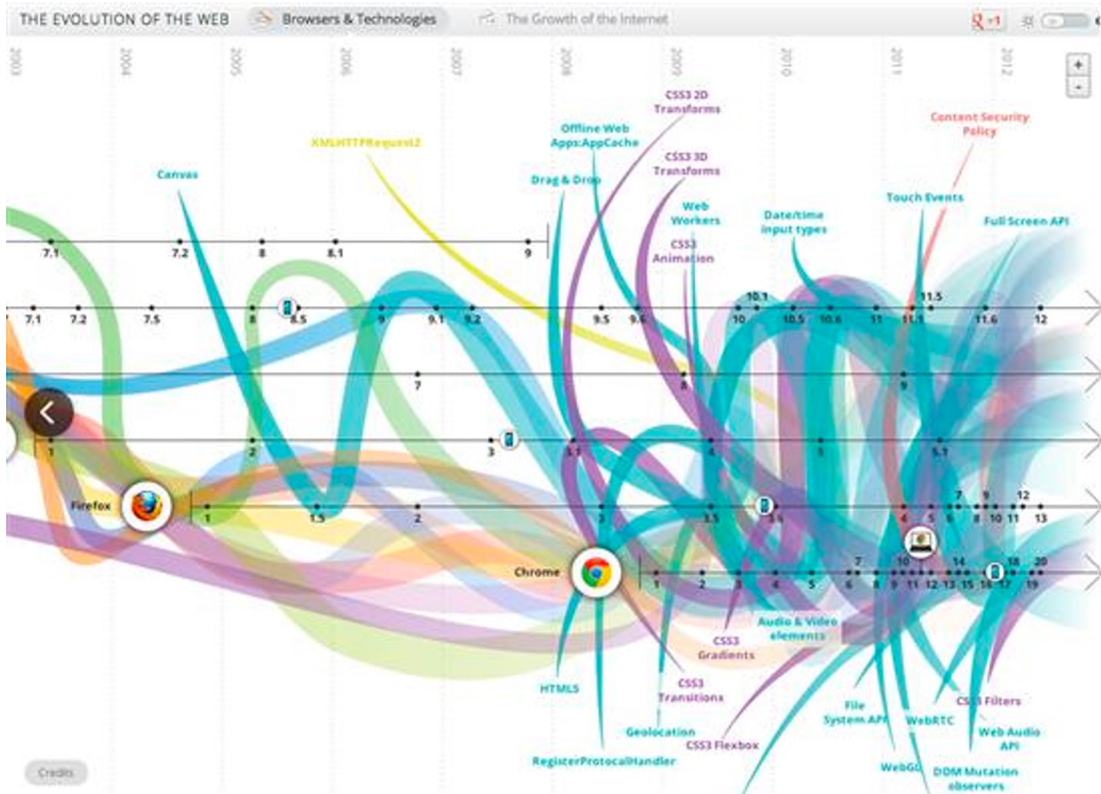 THE EVOLUTION OF THE WEB
Browsers & Technologies
The Growth of the Internet
+1
2003
2004
2005
2006
2007
2008
2009
2010
2011
2012
+
-
CSS3 2D
Transforms
Content Security
Policy
Offline Web
Apps:AppCache
XMLHTTPRequest2
CSS3 3D
Transforms
Canvas
Drag & Drop
Touch Events
Web
Workers
Date/time
input types
Full Screen API
CSS3
Animation
7.1
7.2
8
8.1
9
10.1
11.5
7.1
7.2
7.5
8
8.5
9
9.1
9.2
9.5
9.6
10
10.5
10.6
11
11.1
11.6
12
7
8
9
1
2
3
3.1
4
5
5.1
Firefox
7
9
12
1
1.5
2
3
3.5
3.6
4
5
6
8
10
11
13
Chrome
7
10
14
18
20
1
2
3
4
5
6
8
9
11
12
13
15
16
17
19
Audio & Video
elements
CSS3
Gradients
HTML5
CSS3
Transitions
CSS3 Filters
File
System API
WebRTC
Geolocation
Web Audio
API
CSS3 Flexbox
RegisterProtocalHandler
WebGL
DOM Mutation
observers
Credits